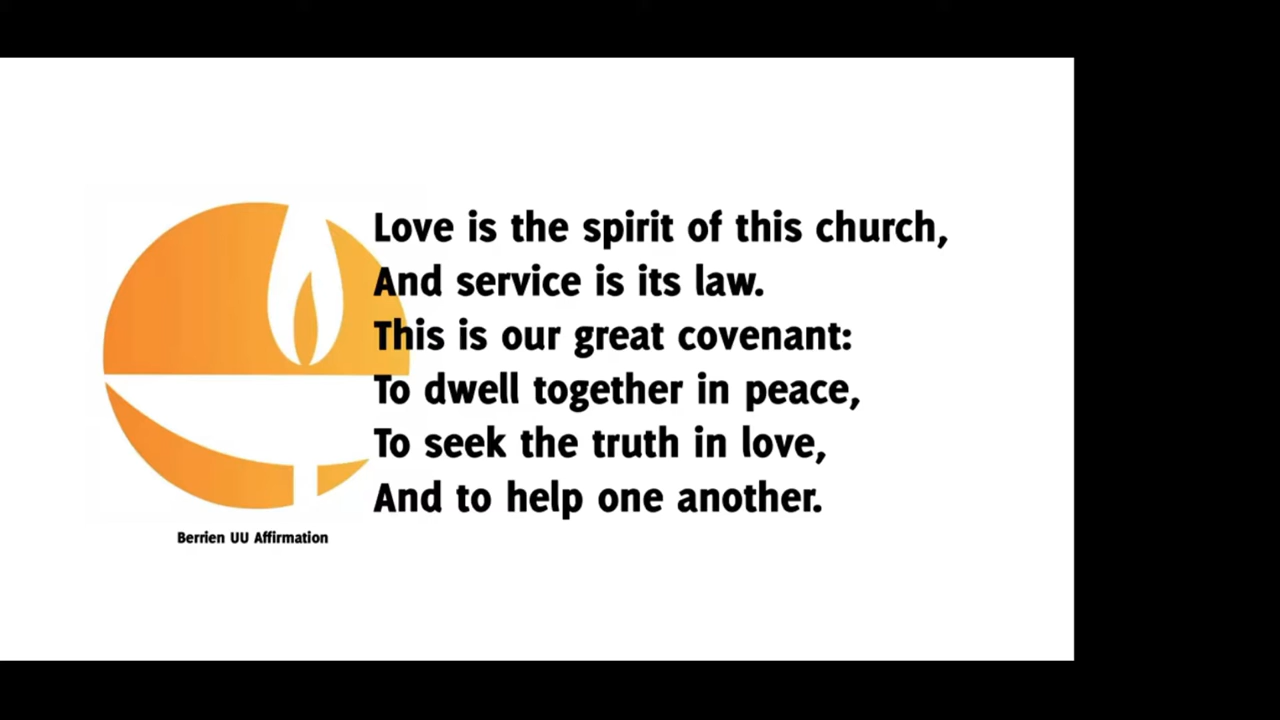 Love is the spirit of this church,
And service is its law.
This is our great covenant:
To dwell together in peace,
To seek the truth in love,
And to help one another.
Berrien UU Affirmation